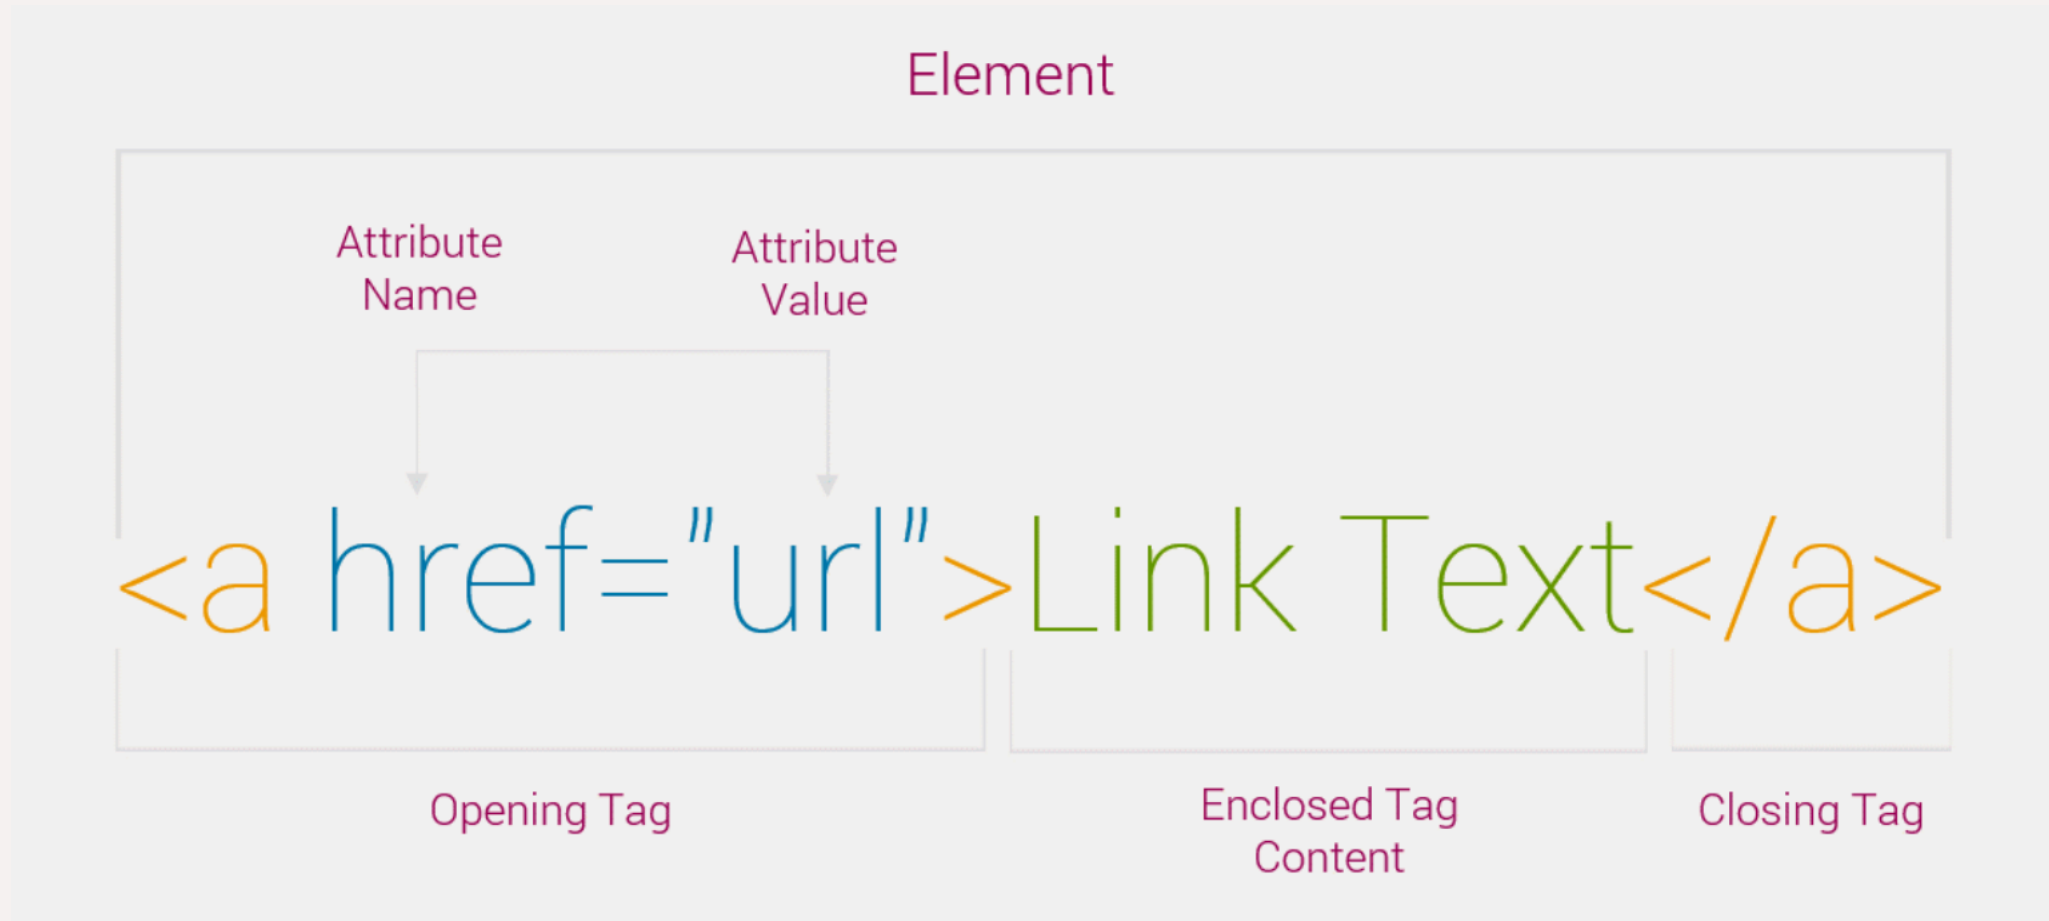 Element
Attribute
Name
Attribute
Value
<a href="url">Link Text</a>
Opening Tag
Enclosed Tag
Content
Closing Tag